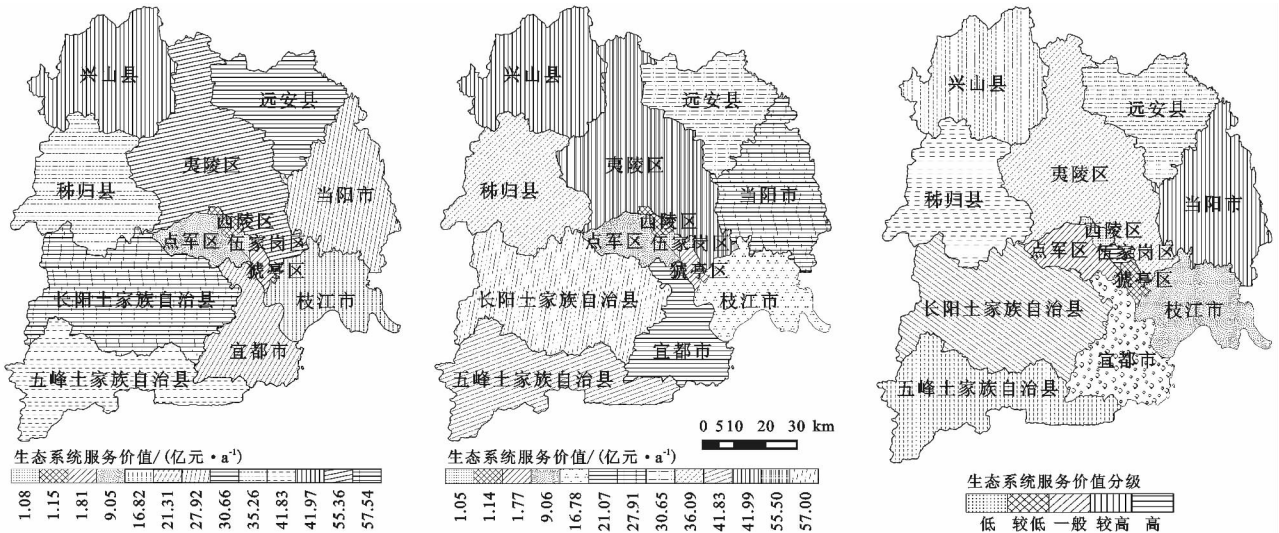 兴山县
远安县
夷陵区
秭归县
当阳市
西陵区
点军区 伍家岗区
猇亭区
长阳土家族自治县
枝江市
宜都市
五峰土家族自治县
生态系统服务价值/(亿元·a⁻¹)
1.08 1.15 1.81 9.05 16.82 21.31 27.92 30.66 35.26 41.83 41.97 55.36 57.54
兴山县
远安县
夷陵区
秭归县
当阳市
西陵区
点军区 伍家岗区
猇亭区
长阳土家族自治县
枝江市
宜都市
五峰土家族自治县
0 5 10 20 30 km
生态系统服务价值/(亿元·a⁻¹)
1.05 1.14 1.77 9.06 16.78 21.07 27.91 30.65 36.09 41.83 41.99 55.50 57.00
兴山县
远安县
夷陵区
秭归县
当阳市
西陵区
点军区 伍家岗区
猇亭区
长阳土家族自治县
枝江市
宜都市
五峰土家族自治县
生态系统服务价值分级
低 较低 一般 较高 高